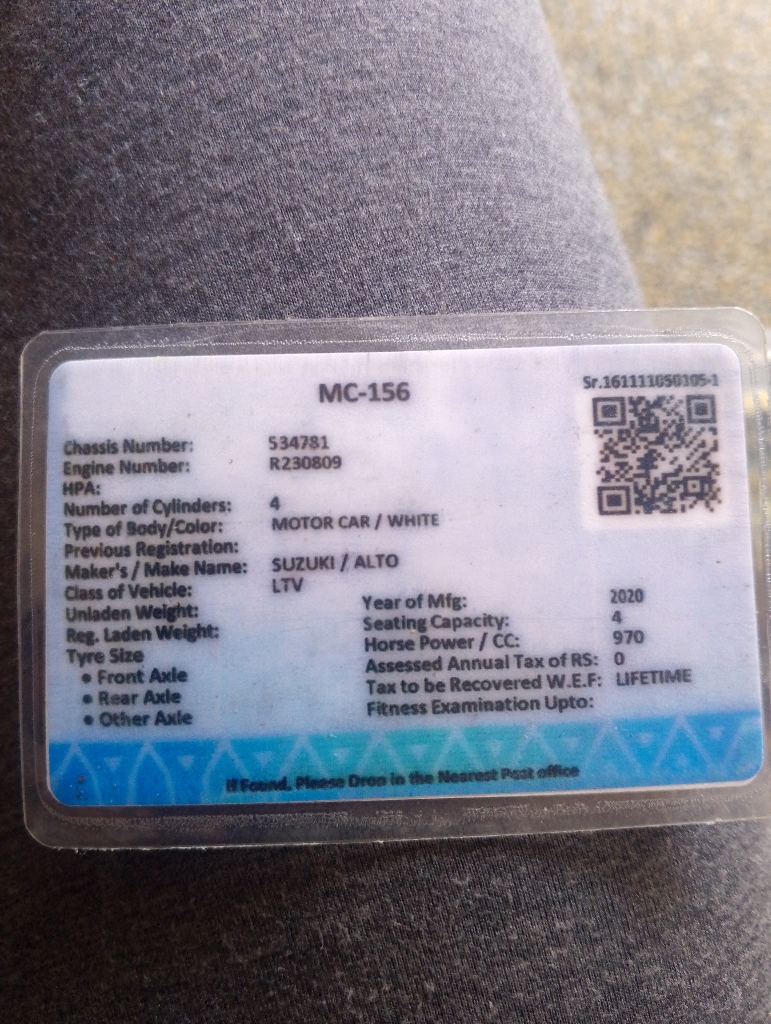 MC-156
Sr.161111050105-1
Chassis Number: 534781
Engine Number: R230809
HPA:
Number of Cylinders: 4
Type of Body/Color: MOTOR CAR / WHITE
Previous Registration:
Maker's / Make Name: SUZUKI / ALTO
Class of Vehicle: LTV
Unladen Weight:
Reg. Laden Weight:
Tyre Size
• Front Axle
• Rear Axle
• Other Axle
Year of Mfg: 2020
Seating Capacity: 4
Horse Power / CC: 970
Assessed Annual Tax of RS: 0
Tax to be Recovered W.E.F: LIFETIME
Fitness Examination Upto:
If Found, Please Drop in the Nearest Post office